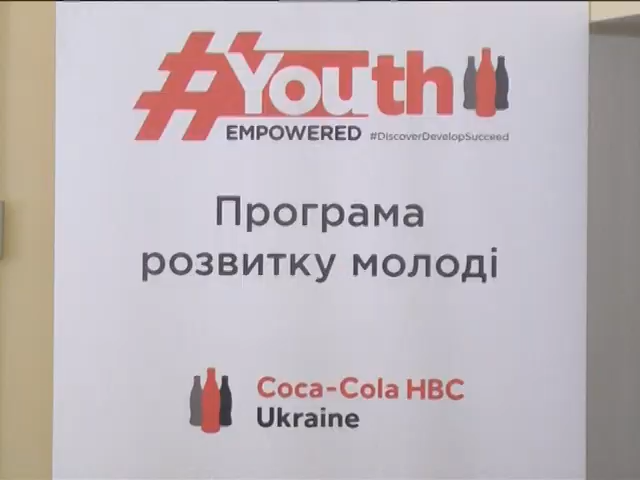 #Youth
EMPOWERED #DiscoverDevelopSucceed
Програма
розвитку молоді
Coca-Cola HBC
Ukraine